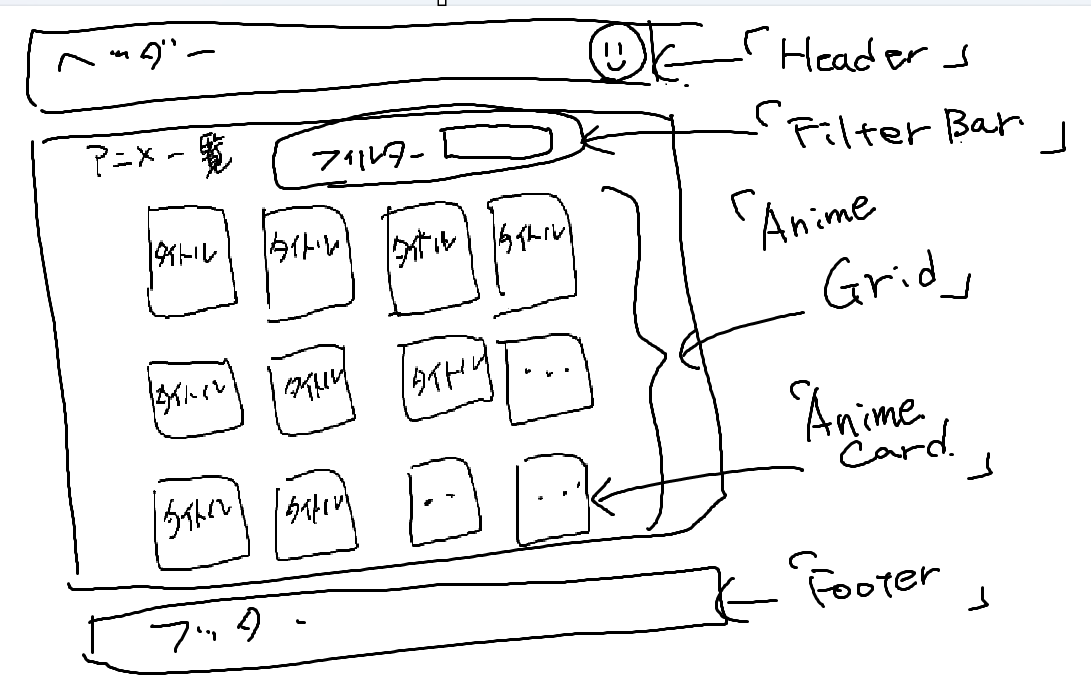 ヘッダー
「Header」
アニメ一覧
フィルター
「Filter Bar」
タイトル
タイトル
タイトル
タイトル
「Anime
Grid」
タイトル
タイトル
タイトル
...
「Anime
Card.」
タイトル
タイトル
..
...
フッター
「Footer」